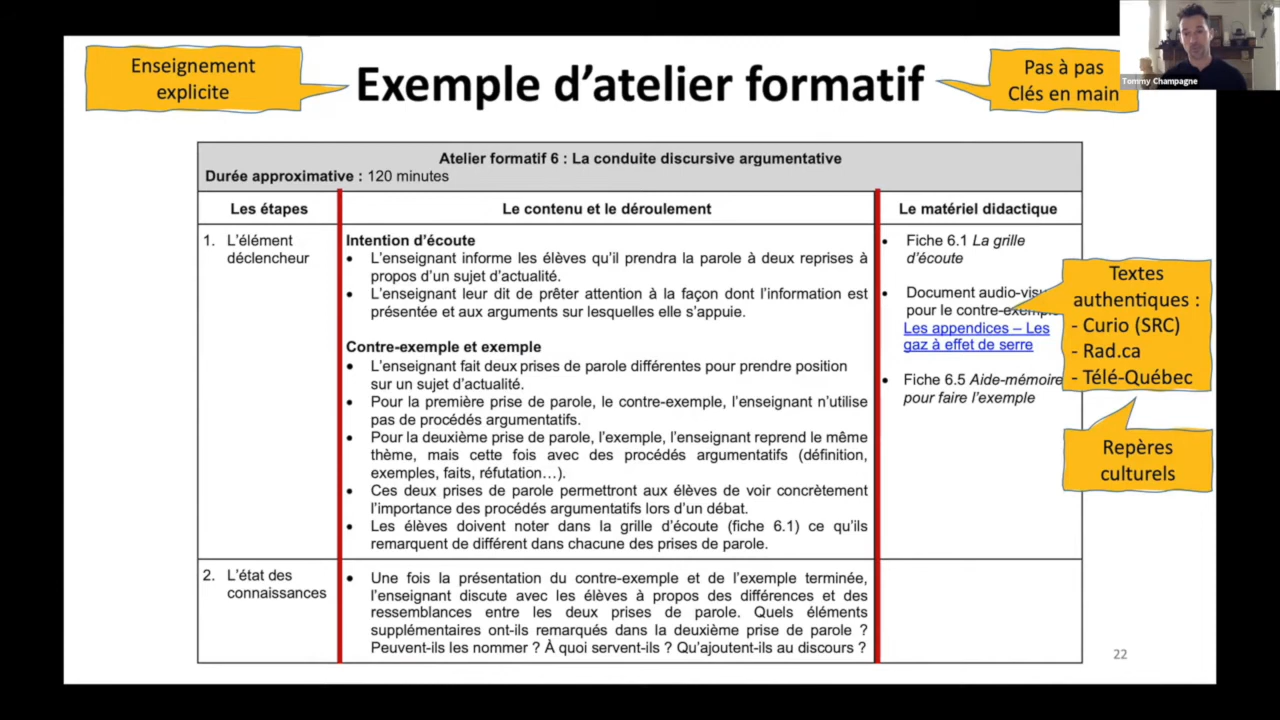 Enseignement
explicite
Exemple d'atelier formatif
Pas à pas
Clés en main
Tommy Champagne
Atelier formatif 6 : La conduite discursive argumentative
Durée approximative : 120 minutes
Les étapes
Le contenu et le déroulement
Le matériel didactique
1. L'élément
déclencheur
Intention d'écoute
• L'enseignant informe les élèves qu'il prendra la parole à deux reprises à
propos d'un sujet d'actualité.
• L'enseignant leur dit de prêter attention à la façon dont l'information est
présentée et aux arguments sur lesquelles elle s'appuie.
Contre-exemple et exemple
• L'enseignant fait deux prises de parole différentes pour prendre position
sur un sujet d'actualité.
• Pour la première prise de parole, le contre-exemple, l'enseignant n'utilise
pas de procédés argumentatifs.
• Pour la deuxième prise de parole, l'exemple, l'enseignant reprend le même
thème, mais cette fois avec des procédés argumentatifs (définition,
exemples, faits, réfutation…).
• Ces deux prises de parole permettront aux élèves de voir concrètement
l'importance des procédés argumentatifs lors d'un débat.
• Les élèves doivent noter dans la grille d'écoute (fiche 6.1) ce qu'ils
remarquent de différent dans chacune des prises de parole.
• Fiche 6.1 La grille
d'écoute
• Document audio-visu
pour le contre-exemp
Les appendices – Les
gaz à effet de serre
• Fiche 6.5 Aide-mémoire
pour faire l'exemple
Textes
authentiques :
- Curio (SRC)
- Rad.ca
- Télé-Québec
Repères
culturels
2. L'état des
connaissances
• Une fois la présentation du contre-exemple et de l'exemple terminée,
l'enseignant discute avec les élèves à propos des différences et des
ressemblances entre les deux prises de parole. Quels éléments
supplémentaires ont-ils remarqués dans la deuxième prise de parole ?
Peuvent-ils les nommer ? À quoi servent-ils ? Qu'ajoutent-ils au discours ?
22